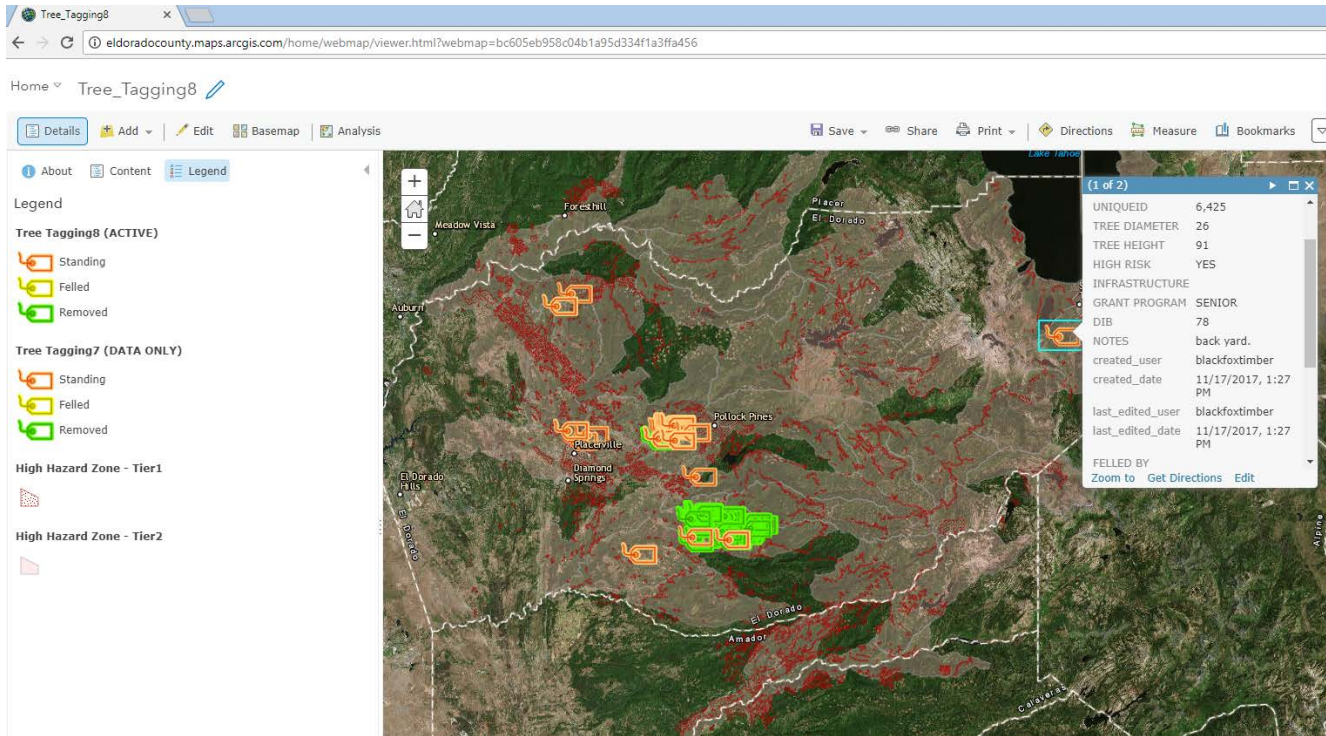 Tree_Tagging8
eldoradocounty.maps.arcgis.com/home/webmap/viewer.html?webmap=bc605eb958c04b1a95d334f1a3ffa456
Home Tree_Tagging8
Details Add Edit Basemap Analysis Save Share Print Directions Measure Bookmarks
About Content Legend
Legend
Tree Tagging8 (ACTIVE)
Standing
Felled
Removed
Tree Tagging7 (DATA ONLY)
Standing
Felled
Removed
High Hazard Zone - Tier1
High Hazard Zone - Tier2
Lake Tahoe
Placer
El Dorado
Foresthill
Meadow Vista
Auburn
Pollock Pines
Placerville
Diamond
Springs
El Dorado
Hills
El Dorado
El Dorado
Amador
Calaveras
Alpine
(1 of 2)
UNIQUEID 6,425
TREE DIAMETER 26
TREE HEIGHT 91
HIGH RISK YES
INFRASTRUCTURE
GRANT PROGRAM SENIOR
DIB 78
NOTES back yard.
created_user blackfoxtimber
created_date 11/17/2017, 1:27
PM
last_edited_user blackfoxtimber
last_edited_date 11/17/2017, 1:27
PM
FELLED BY
Zoom to Get Directions Edit